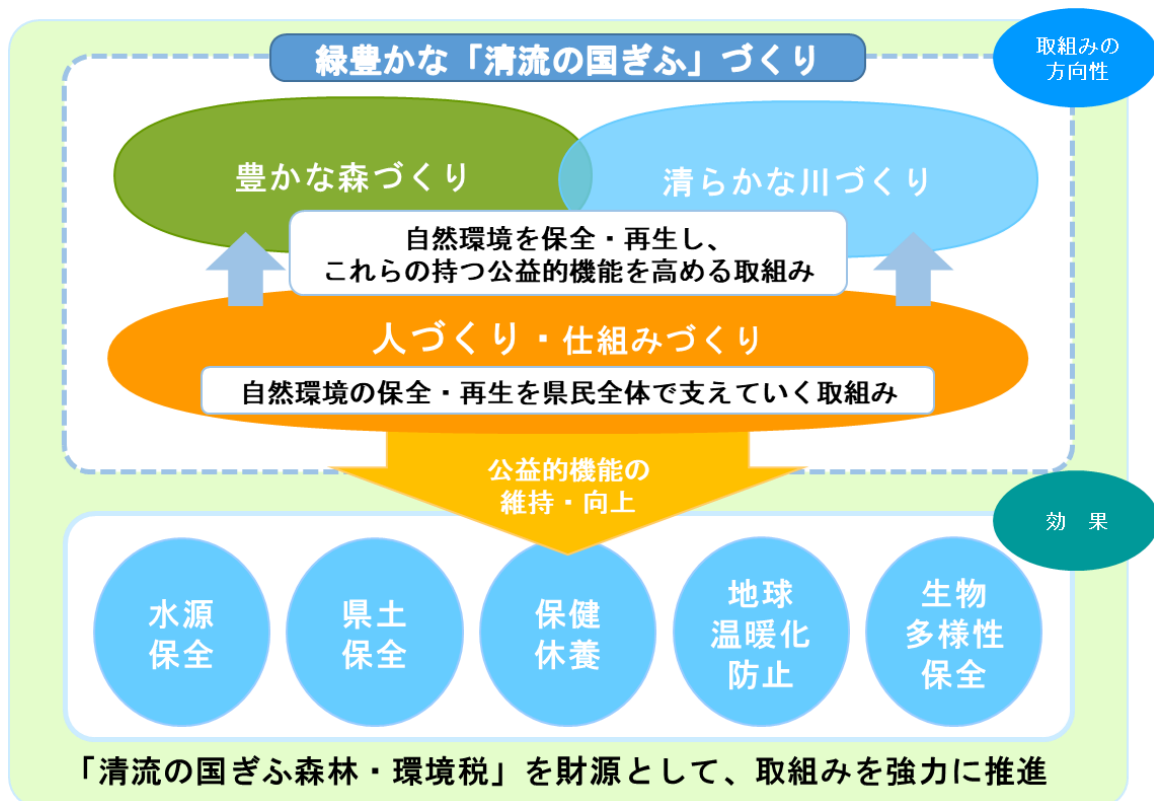 緑豊かな「清流の国ぎふ」づくり
取組みの
方向性
豊かな森づくり
清らかな川づくり
自然環境を保全・再生し、
これらの持つ公益的機能を高める取組み
人づくり・仕組みづくり
自然環境の保全・再生を県民全体で支えていく取組み
公益的機能の
維持・向上
効　果
水源
保全
県土
保全
保健
休養
地球
温暖化
防止
生物
多様性
保全
「清流の国ぎふ森林・環境税」を財源として、取組みを強力に推進